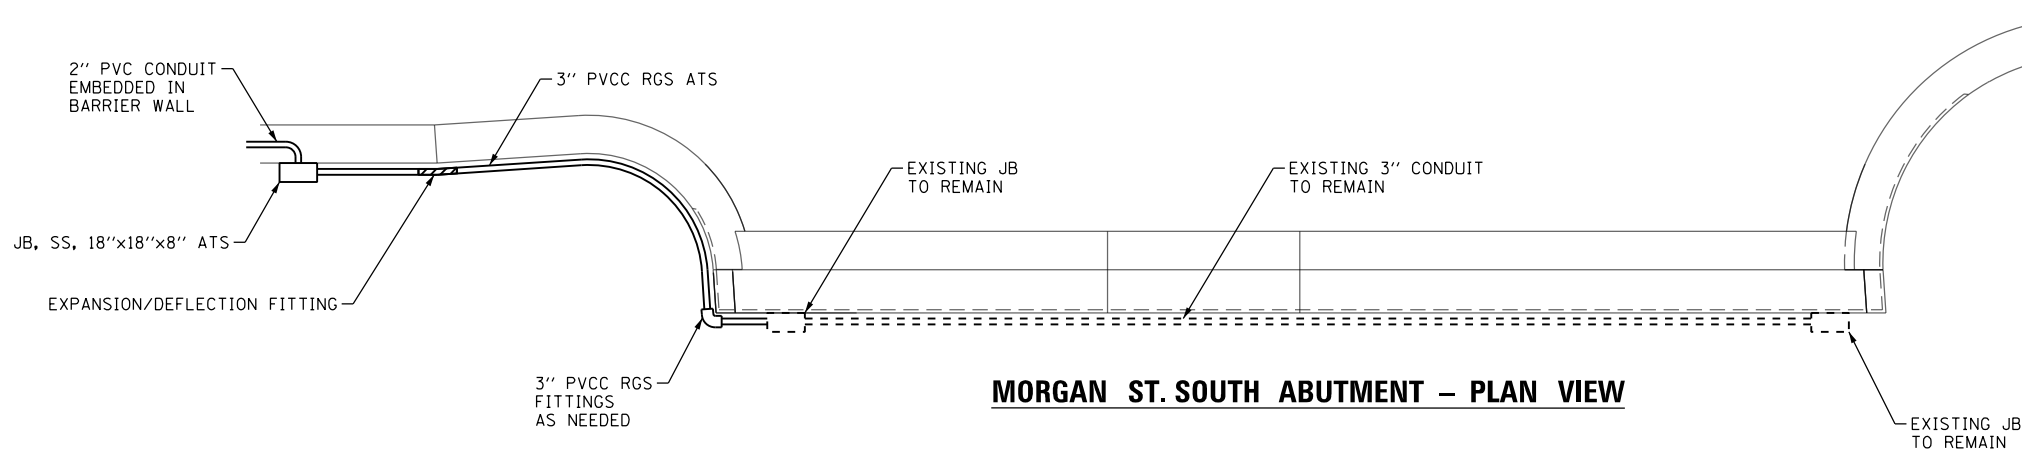 2'' PVC CONDUIT
EMBEDDED IN
BARRIER WALL
3'' PVCC RGS ATS
EXISTING JB
TO REMAIN
EXISTING 3'' CONDUIT
TO REMAIN
JB, SS, 18''x18''x8'' ATS
EXPANSION/DEFLECTION FITTING
3'' PVCC RGS
FITTINGS
AS NEEDED
MORGAN ST. SOUTH ABUTMENT – PLAN VIEW
EXISTING JB
TO REMAIN